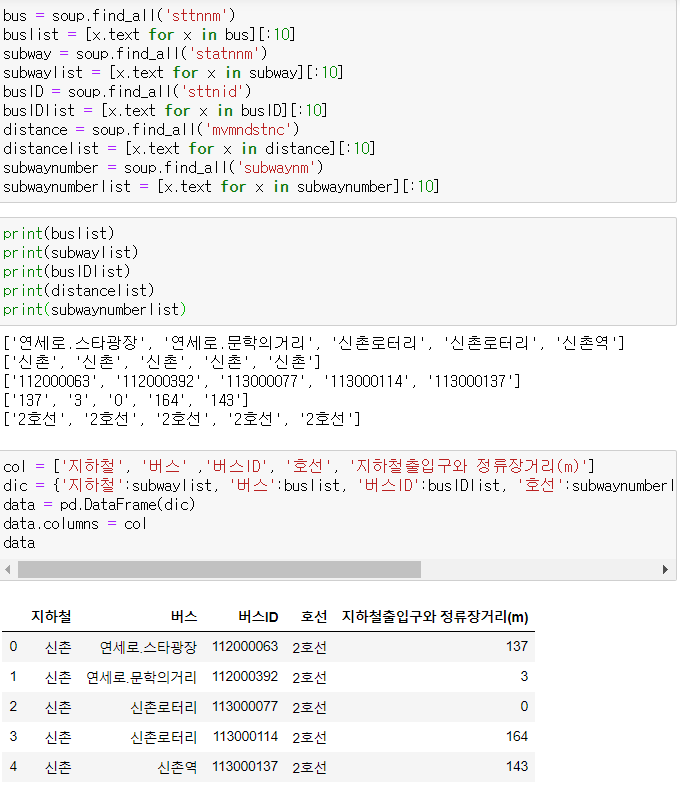 bus = soup.find_all('sttnnm')
buslist = [x.text for x in bus][:10]
subway = soup.find_all('statnnm')
subwaylist = [x.text for x in subway][:10]
busID = soup.find_all('sttnid')
busIDlist = [x.text for x in busID][:10]
distance = soup.find_all('mvmndstnc')
distancelist = [x.text for x in distance][:10]
subwaynumber = soup.find_all('subwaynm')
subwaynumberlist = [x.text for x in subwaynumber][:10]
print(buslist)
print(subwaylist)
print(busIDlist)
print(distancelist)
print(subwaynumberlist)
['연세로.스타광장', '연세로.문학의거리', '신촌로터리', '신촌로터리', '신촌역']
['신촌', '신촌', '신촌', '신촌', '신촌']
['112000063', '112000392', '113000077', '113000114', '113000137']
['137', '3', '0', '164', '143']
['2호선', '2호선', '2호선', '2호선', '2호선']
col = ['지하철', '버스' ,'버스ID', '호선', '지하철출입구와 정류장거리(m)']
dic = {'지하철':subwaylist, '버스':buslist, '버스ID':busIDlist, '호선':subwaynumberl
data = pd.DataFrame(dic)
data.columns = col
data
지하철 버스 버스ID 호선 지하철출입구와 정류장거리(m)
0 신촌 연세로.스타광장 112000063 2호선 137
1 신촌 연세로.문학의거리 112000392 2호선 3
2 신촌 신촌로터리 113000077 2호선 0
3 신촌 신촌로터리 113000114 2호선 164
4 신촌 신촌역 113000137 2호선 143